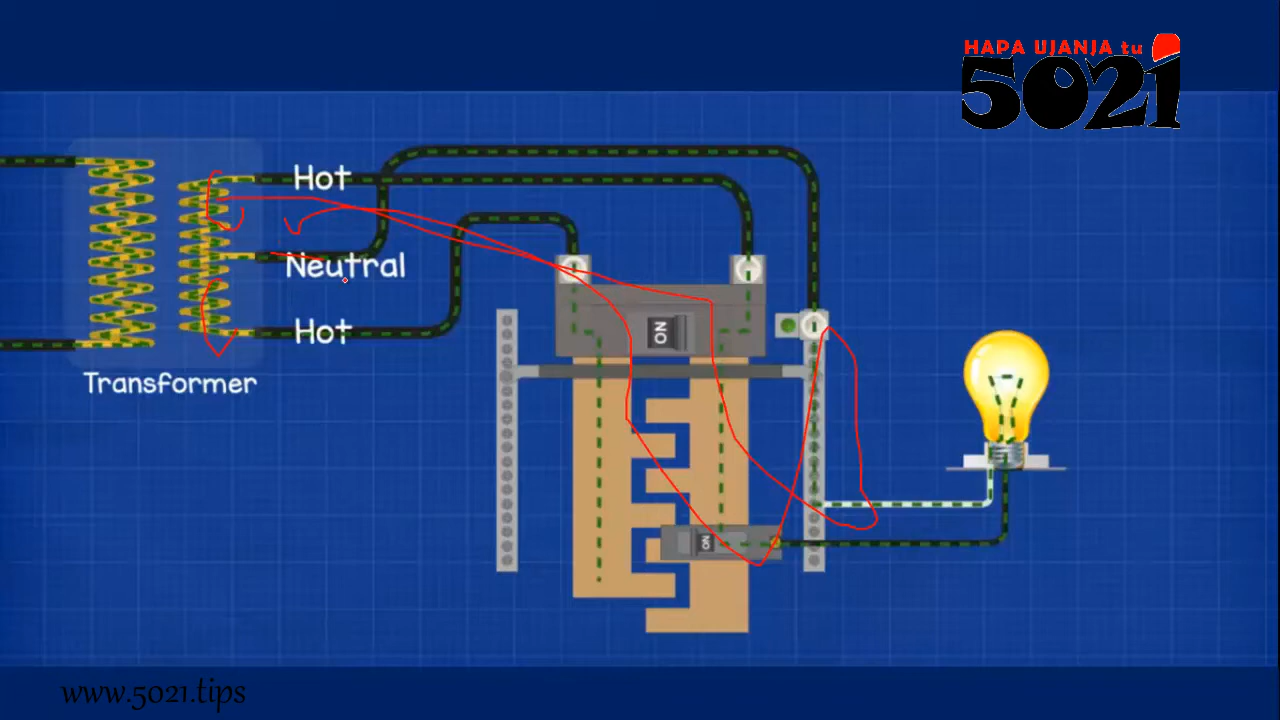 HAPA UJANJA tu
5021
Hot
Neutral
Hot
Transformer
ON
ON
www.5021.tips